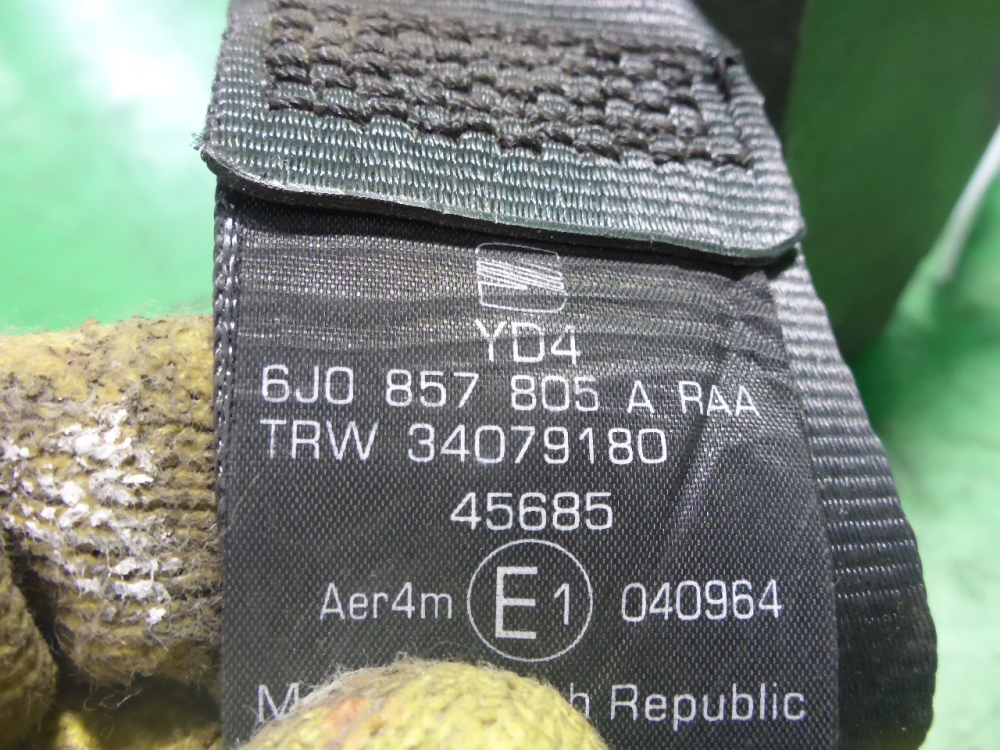 YD4
6J0 857 805 A RAA
TRW 34079180
45685
Aer4m E1 040964
Republic